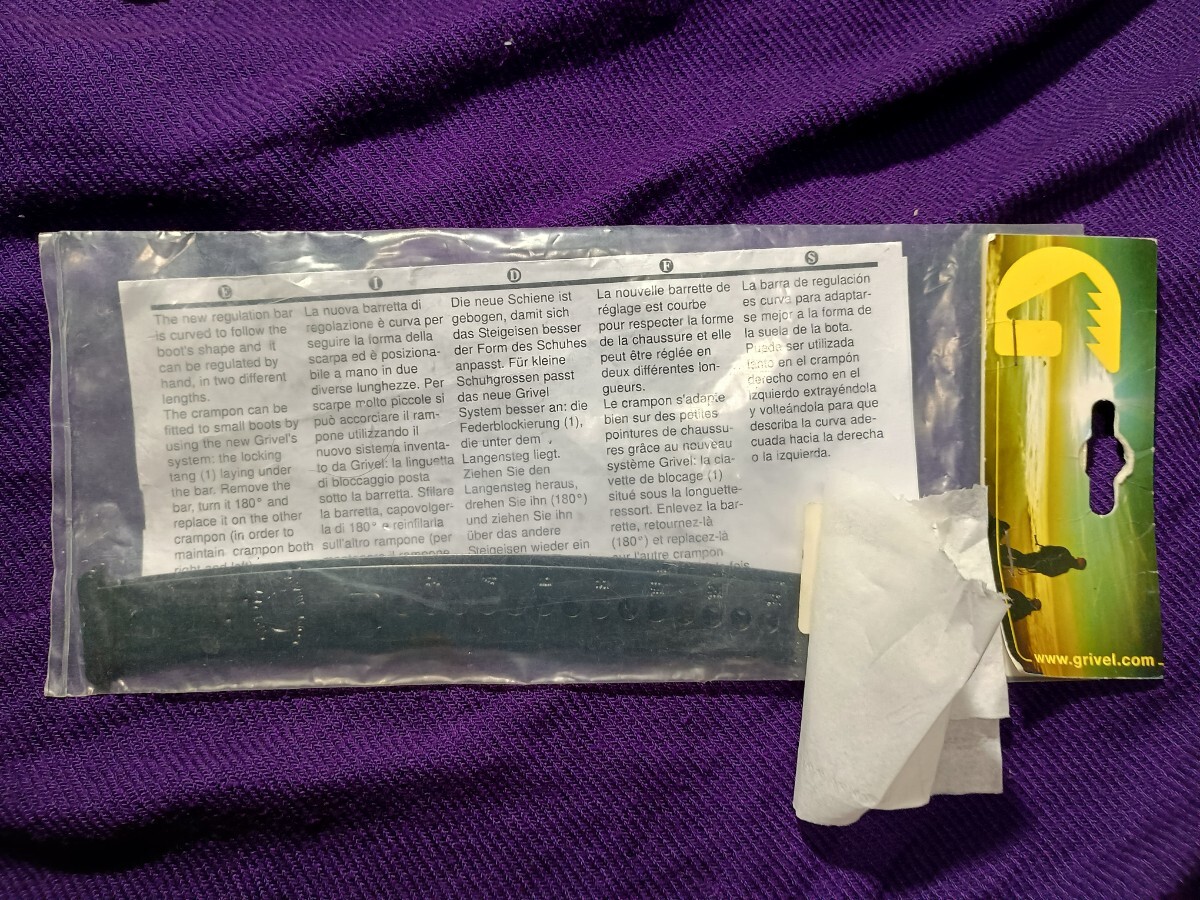 E
The new regulation bar
is curved to follow the
boot's shape and it
can be regulated by
hand, in two different
lengths.
The crampon can be
fitted to small boots by
using the new Grivel's
system: the locking
tang (1) laying under
the bar. Remove the
bar, turn it 180° and
replace it on the other
crampon (in order to
maintain crampon both
right and left)
I
La nuova barretta di
regolazione è curva per
seguire la forma della
scarpa ed è posiziona-
bile a mano in due
diverse lunghezze. Per
scarpe molto piccole si
può accorciare il ram-
pone utilizzando il
nuovo sistema inventa-
to da Grivel: la linguetta
di bloccaggio posta
sotto la barretta. Sfilare
la barretta, capovolger-
la di 180° e reinfilarla
sull'altro rampone (per
il rampone
D
Die neue Schiene ist
gebogen, damit sich
das Steigeisen besser
der Form des Schuhes
anpasst. Für kleine
Schuhgrossen passt
das neue Grivel
System besser an: die
Federblockierung (1),
die unter dem
Langensteg liegt.
Ziehen Sie den
Langensteg heraus,
drehen Sie ihn (180°)
und ziehen Sie ihn
über das andere
Steigeisen wieder ein
F
La nouvelle barrette de
réglage est courbe
pour respecter la forme
de la chaussure et elle
peut être réglée en
deux différentes lon-
gueurs.
Le crampon s'adapte
bien sur des petites
pointures de chaussu-
res grâce au nouveau
système Grivel: la cla-
vette de blocage (1)
situé sous la longuette-
ressort. Enlevez la bar-
rette, retournez-là
(180°) et replacez-là
sur l'autre crampon
S
La barra de regulación
es curva para adaptar-
se mejor a la forma de
la suela de la bota.
Puede ser utilizada
tanto en el crampón
derecho como en el
izquierdo extrayéndola
y volteándola para que
describa la curva ade-
cuada hacia la derecha
o la izquierda.
www.grivel.com